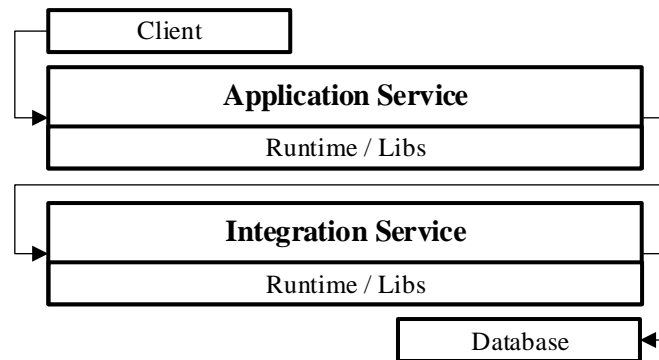 Client
Application Service
Runtime / Libs
Integration Service
Runtime / Libs
Database